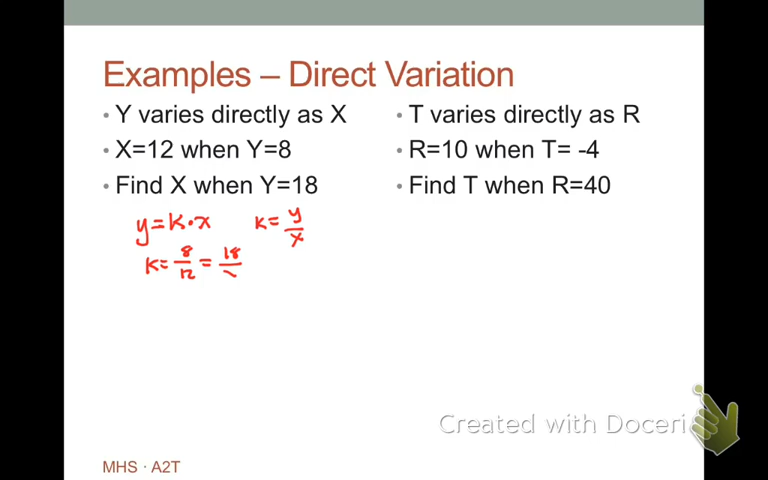 Examples – Direct Variation
• Y varies directly as X
• X=12 when Y=8
• Find X when Y=18
y=k·x k=y/x
k=8/12=18/
• T varies directly as R
• R=10 when T= -4
• Find T when R=40
Created with Doceri
MHS · A2T